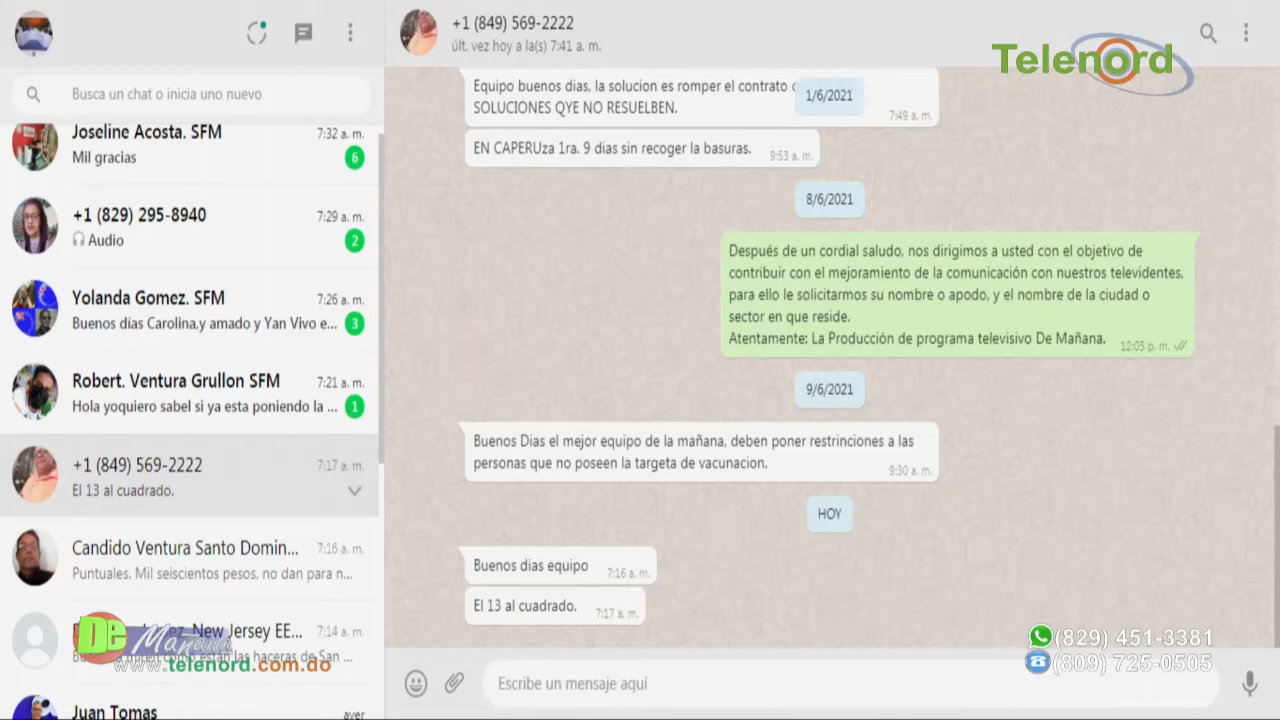 Busca un chat o inicia uno nuevo
Joseline Acosta. SFM
7:32 a. m.
Mil gracias
6
+1 (829) 295-8940
7:29 a. m.
Audio
2
Yolanda Gomez. SFM
7:26 a. m.
Buenos días Carolina,y amado y Yan Vivo e...
3
Robert. Ventura Grullon SFM
7:21 a. m.
Hola yoquiero sabel si ya esta poniendo la ...
1
+1 (849) 569-2222
7:17 a. m.
El 13 al cuadrado.
Candido Ventura Santo Domin...
7:16 a. m.
Puntuales. Mil seiscientos pesos, no dan para n...
New Jersey EE...
7:14 a. m.
están las haceras de San ...
De Mañana
www.telenord.com.do
Juan Tomas
ayer
+1 (849) 569-2222
últ. vez hoy a la(s) 7:41 a. m.
Telenord
Equipo buenos dias, la solucion es romper el contrato
SOLUCIONES QYE NO RESUELBEN.
7:49 a. m.
1/6/2021
EN CAPERUza 1ra. 9 dias sin recoger la basuras.
9:53 a. m.
8/6/2021
Después de un cordial saludo, nos dirigimos a usted con el objetivo de
contribuir con el mejoramiento de la comunicación con nuestros televidentes,
para ello le solicitarmos su nombre o apodo, y el nombre de la ciudad o
sector en que reside.
Atentamente: La Producción de programa televisivo De Mañana.
12:05 p. m.
9/6/2021
Buenos Dias el mejor equipo de la mañana, deben poner restrinciones a las
personas que no poseen la targeta de vacunacion.
9:30 a. m.
HOY
Buenos dias equipo
7:16 a. m.
El 13 al cuadrado.
7:17 a. m.
(829) 451-3381
(809) 725-0505
Escribe un mensaje aquí